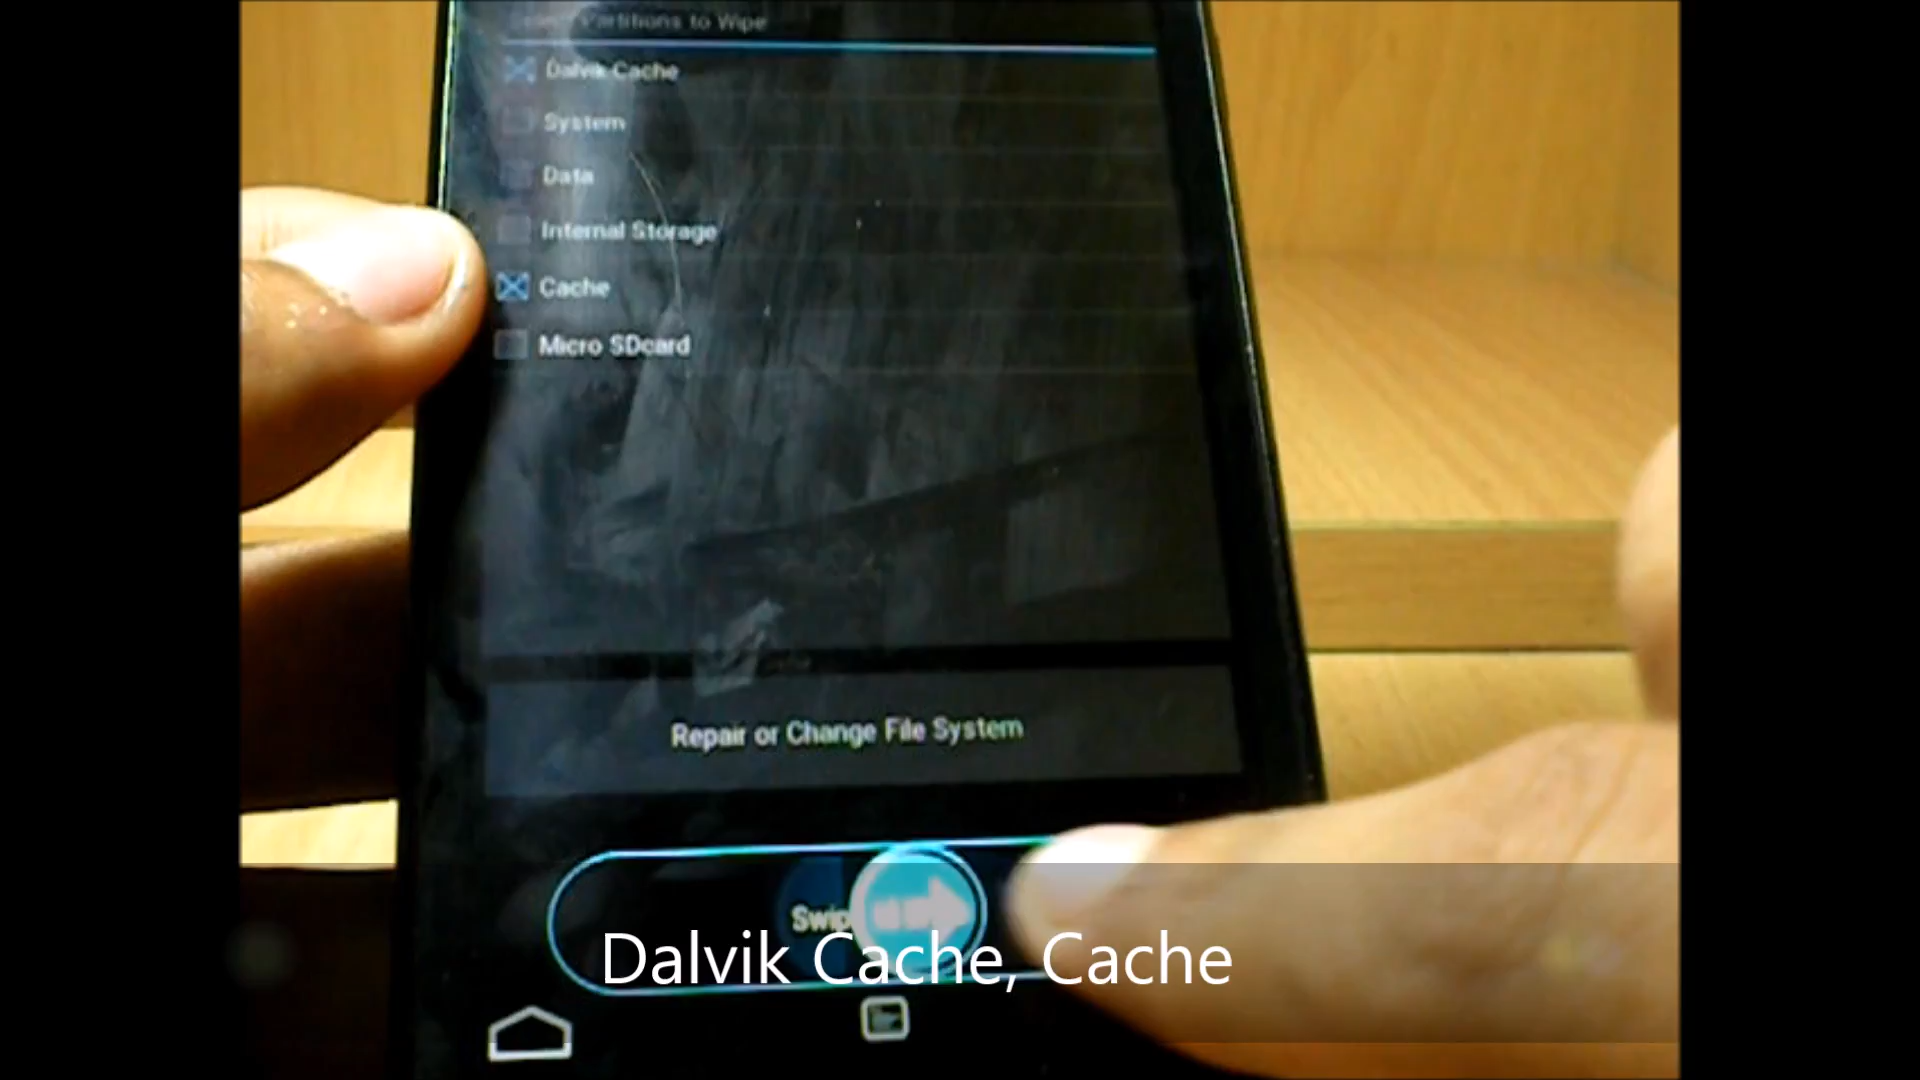 Partitions to Wipe
Dalvik Cache
System
Data
Internal Storage
Cache
Micro SDcard
Repair or Change File System
Swip
Dalvik Cache, Cache